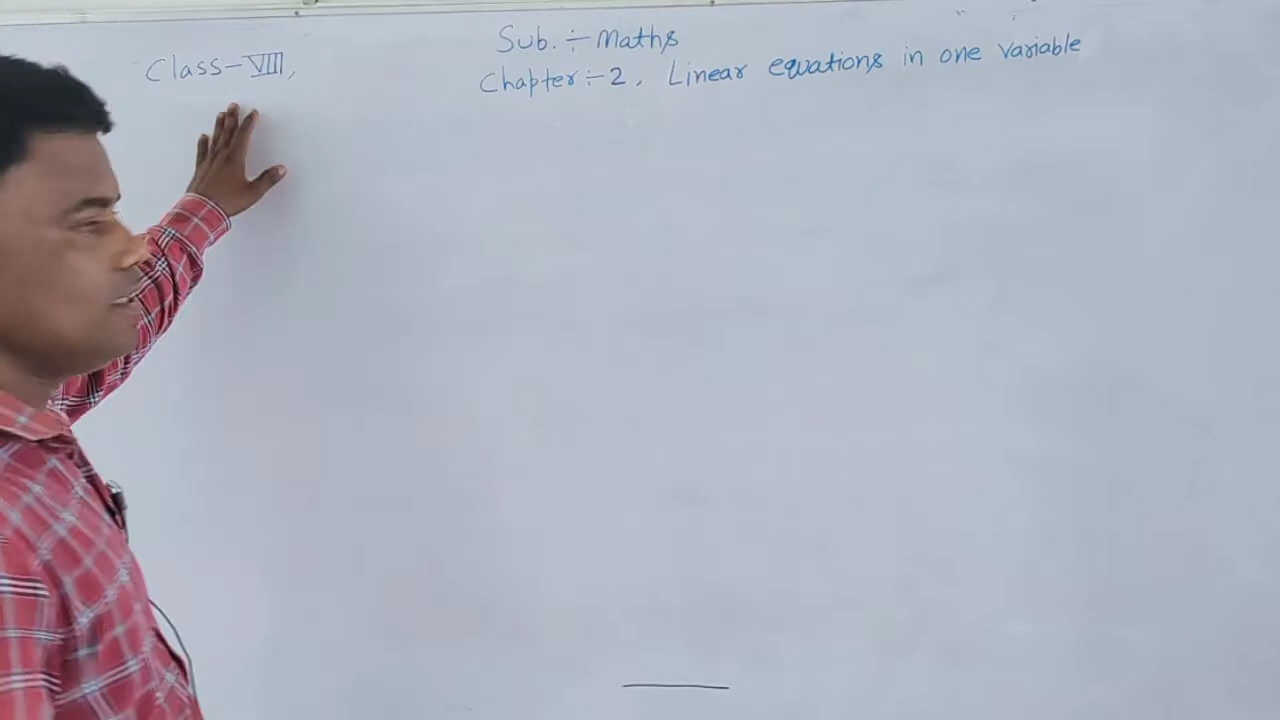 Class-VIII,
Sub. ÷ Maths
Chapter ÷ 2, Linear equations in one variable